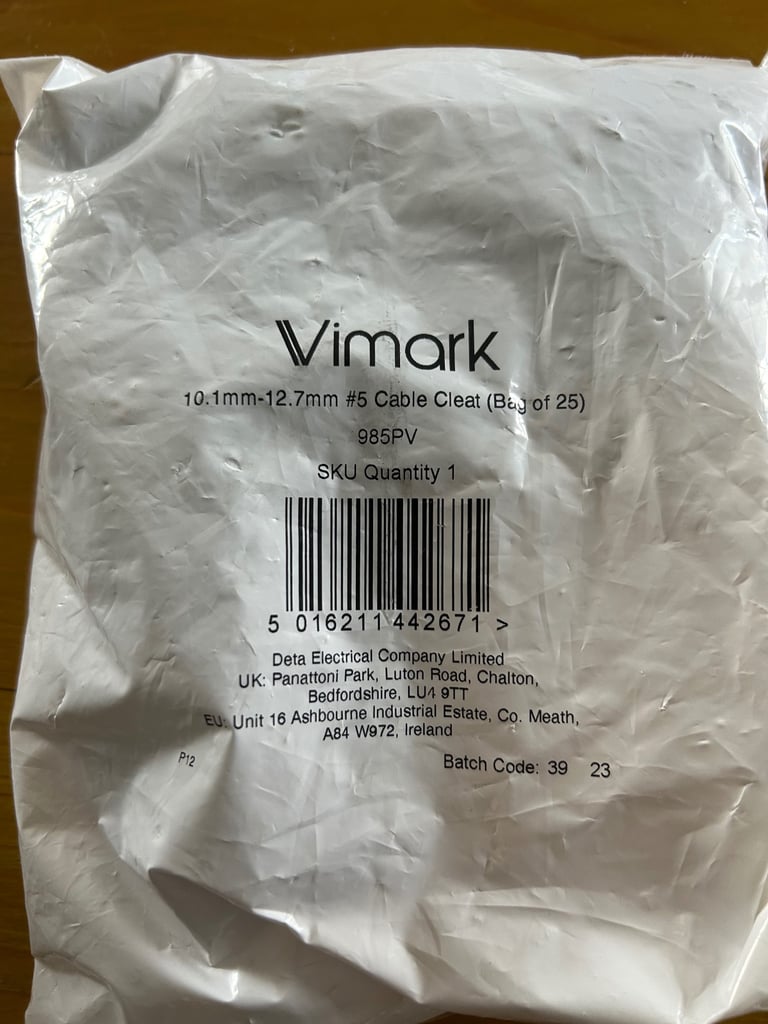 Vimark
10.1mm-12.7mm #5 Cable Cleat (Bag of 25)
985PV
SKU Quantity 1
5 016211 442671 >
Deta Electrical Company Limited
UK: Panattoni Park, Luton Road, Chalton,
Bedfordshire, LU4 9TT
EU: Unit 16 Ashbourne Industrial Estate, Co. Meath,
A84 W972, Ireland
P12
Batch Code: 39 23